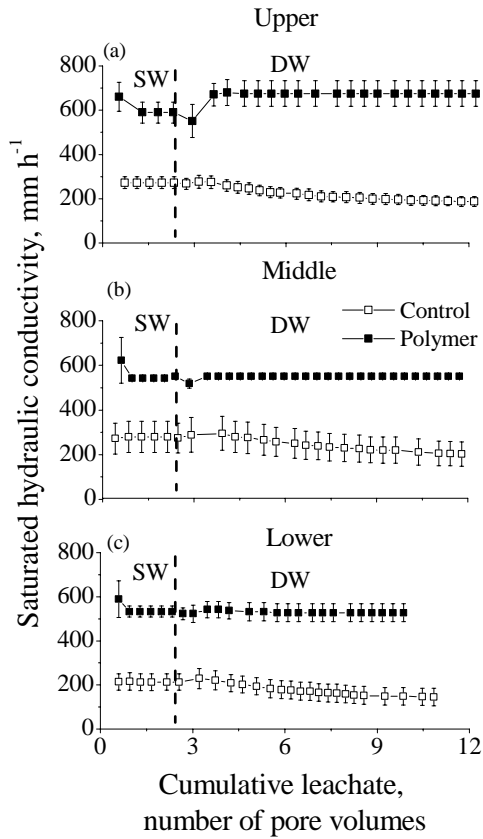 Upper
(a)
SW
DW
800
600
400
200
0
Middle
(b)
SW
DW
Control
Polymer
800
600
400
200
0
Lower
(c)
SW
DW
800
600
400
200
0
0 3 6 9 12
Saturated hydraulic conductivity, mm h⁻¹
Cumulative leachate,
number of pore volumes